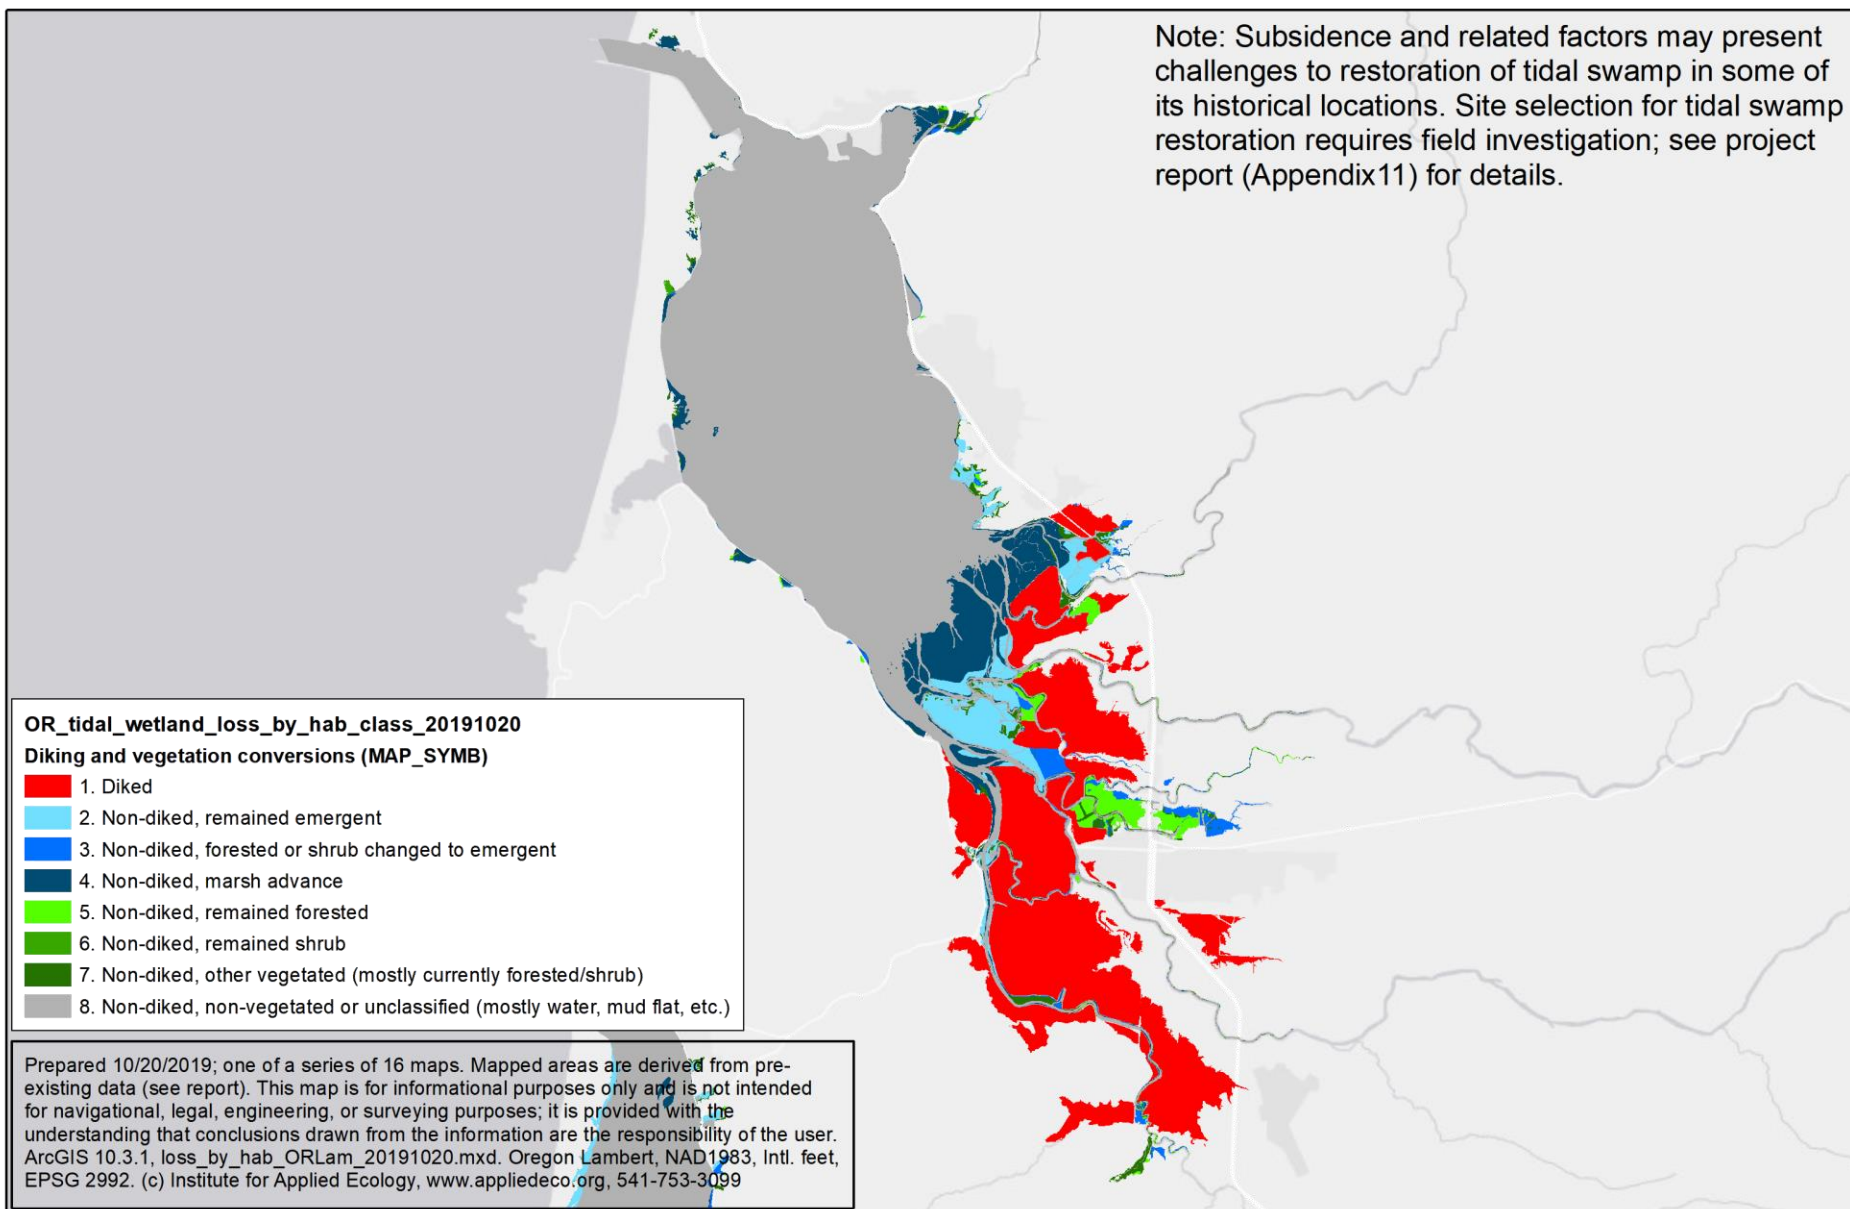 Note: Subsidence and related factors may present
challenges to restoration of tidal swamp in some of
its historical locations. Site selection for tidal swamp
restoration requires field investigation; see project
report (Appendix11) for details.
OR_tidal_wetland_loss_by_hab_class_20191020
Diking and vegetation conversions (MAP_SYMB)
1. Diked
2. Non-diked, remained emergent
3. Non-diked, forested or shrub changed to emergent
4. Non-diked, marsh advance
5. Non-diked, remained forested
6. Non-diked, remained shrub
7. Non-diked, other vegetated (mostly currently forested/shrub)
8. Non-diked, non-vegetated or unclassified (mostly water, mud flat, etc.)
Prepared 10/20/2019; one of a series of 16 maps. Mapped areas are derived from pre-
existing data (see report). This map is for informational purposes only and is not intended
for navigational, legal, engineering, or surveying purposes; it is provided with the
understanding that conclusions drawn from the information are the responsibility of the user.
ArcGIS 10.3.1, loss_by_hab_ORLam_20191020.mxd. Oregon Lambert, NAD1983, Intl. feet,
EPSG 2992. (c) Institute for Applied Ecology, www.appliedeco.org, 541-753-3099